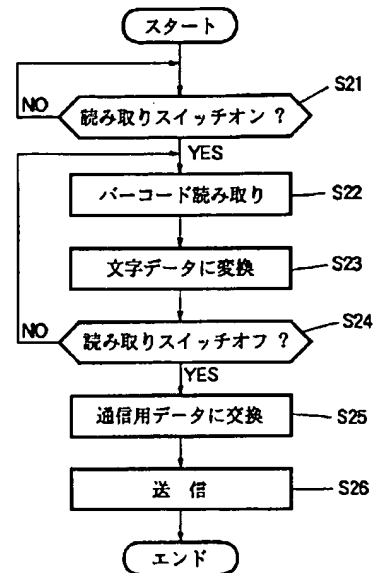 スタート
S21
NO
読み取りスイッチオン ?
YES
バーコード読み取り
S22
文字データに変換
S23
S24
NO
読み取りスイッチオフ ?
YES
通信用データに交換
S25
送 信
S26
エンド